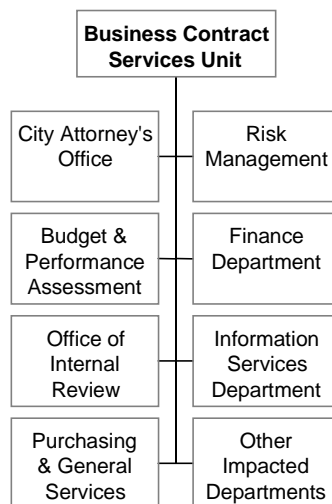 Business Contract
Services Unit
City Attorney's
Office
Risk
Management
Budget &
Performance
Assessment
Finance
Department
Office of
Internal
Review
Information
Services
Department
Purchasing
& General
Services
Other
Impacted
Departments